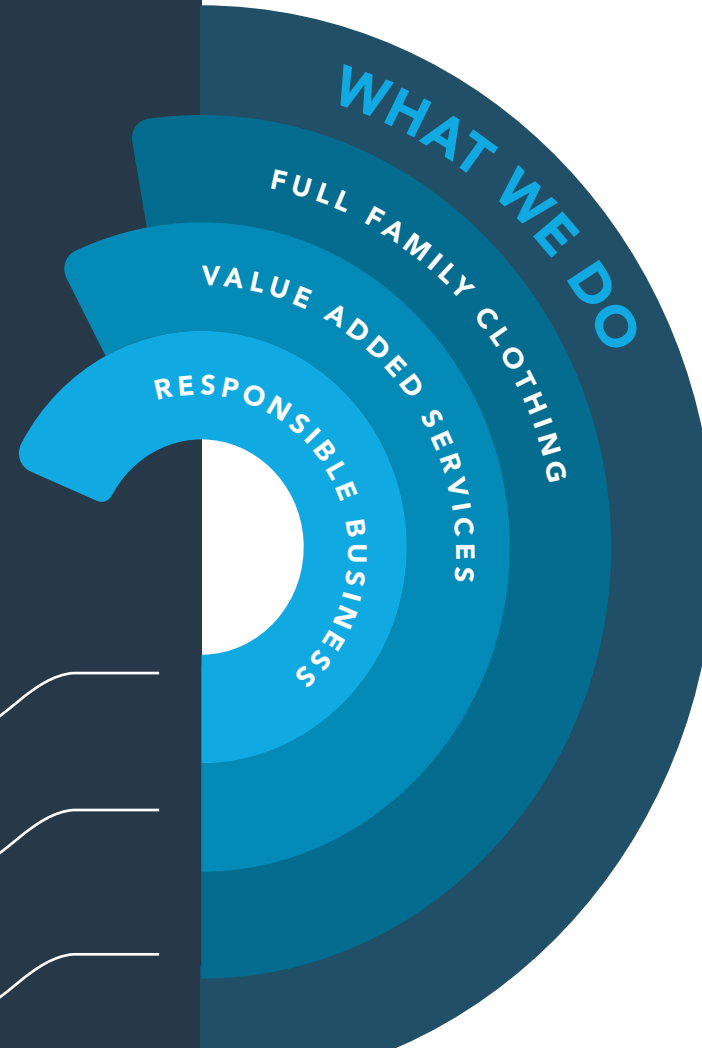 WHAT WE DO
FULL FAMILY CLOTHING
VALUE ADDED SERVICES
RESPONSIBLE BUSINESS